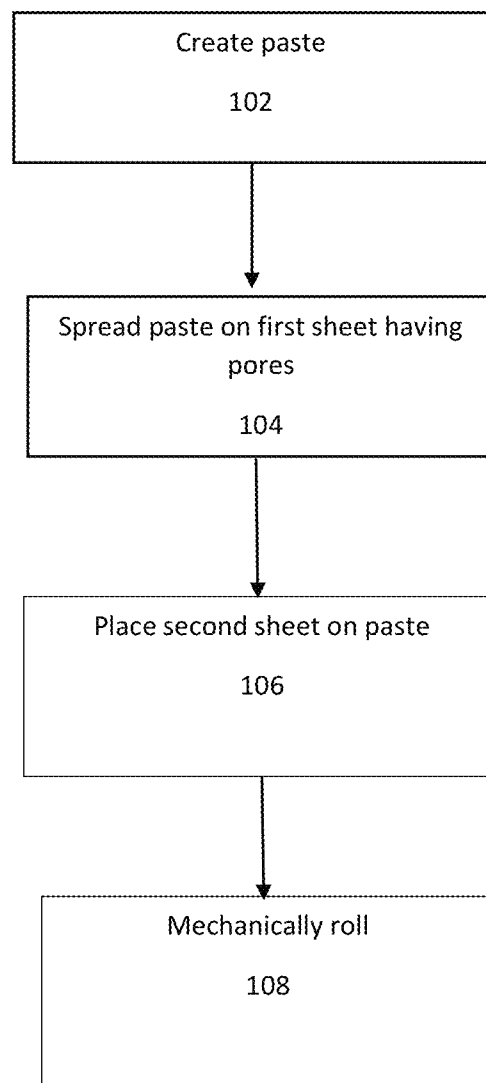 Create paste
102
Spread paste on first sheet having
pores
104
Place second sheet on paste
106
Mechanically roll
108